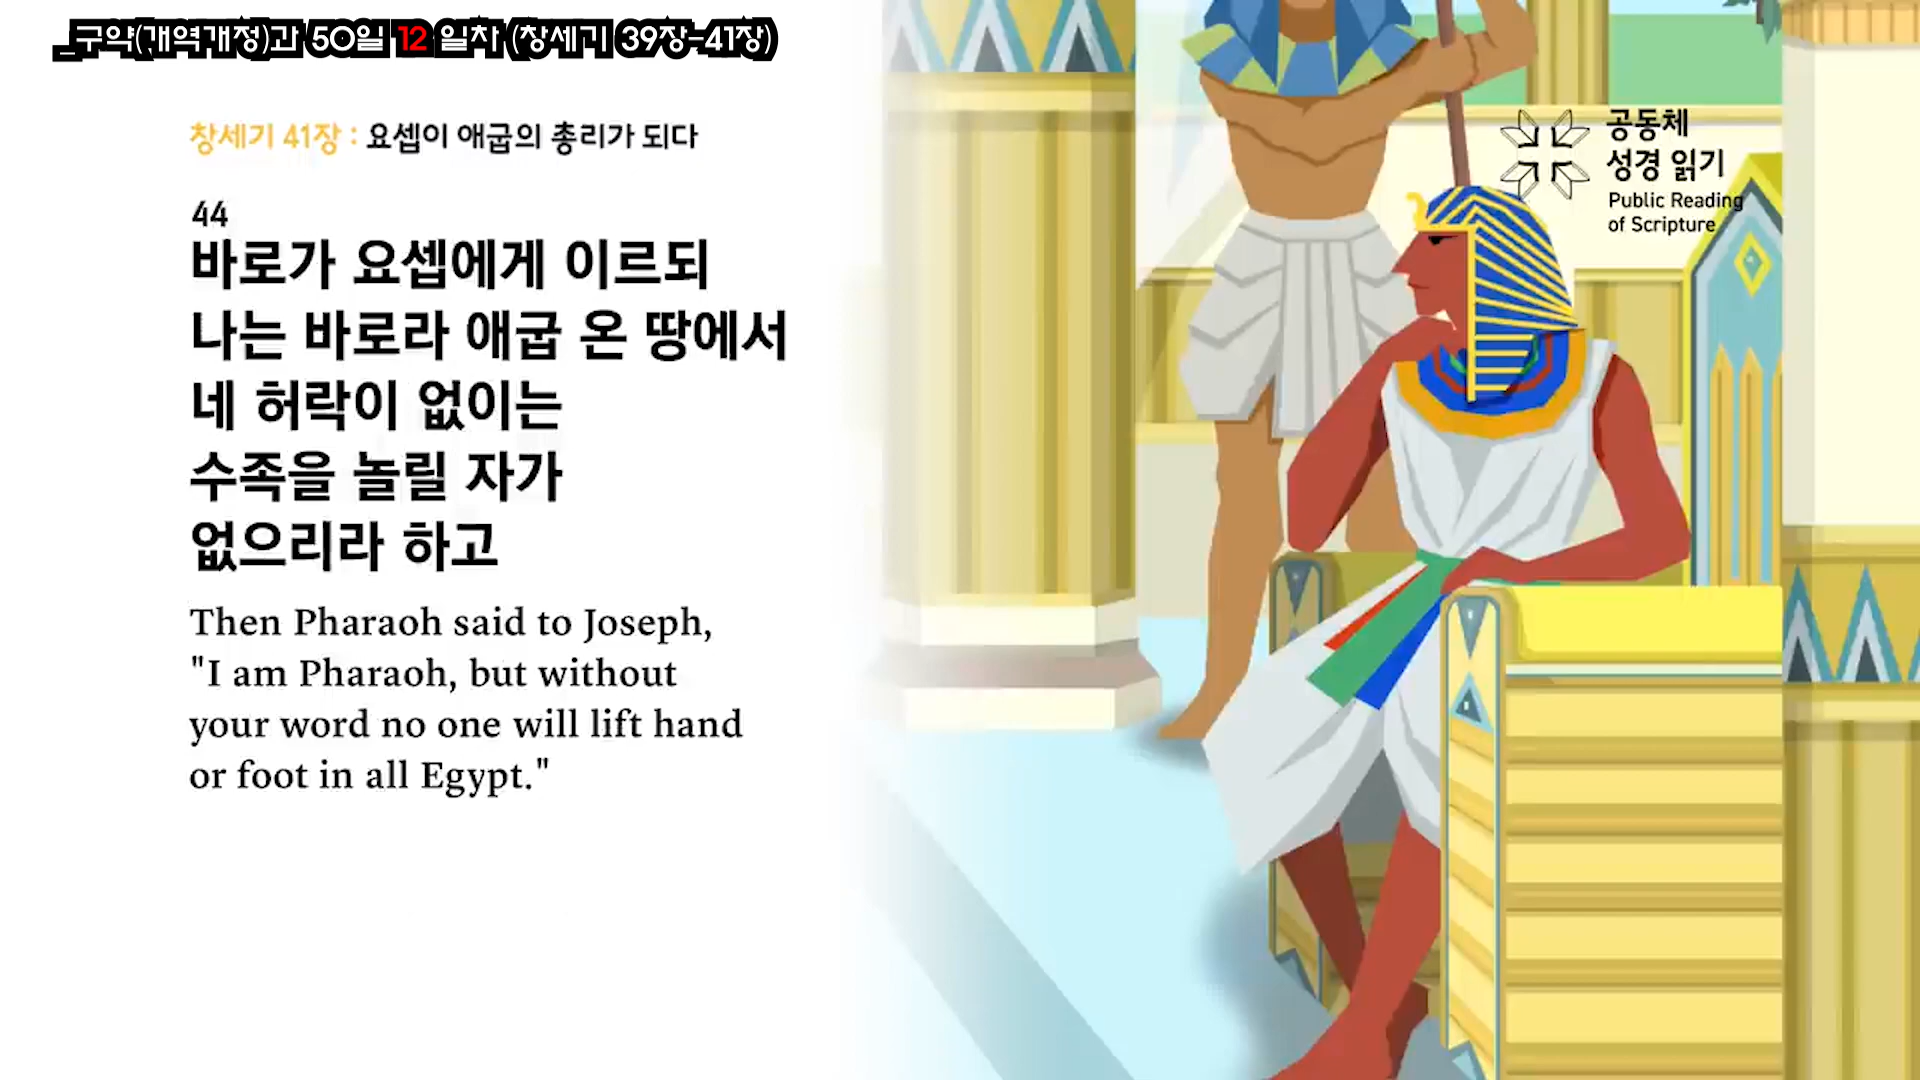 _구약(개역개정)과 50일 12 일차 (창세기 39장-41장)
창세기 41장 : 요셉이 애굽의 총리가 되다
44
바로가 요셉에게 이르되
나는 바로라 애굽 온 땅에서
네 허락이 없이는
수족을 놀릴 자가
없으리라 하고
Then Pharaoh said to Joseph,
"I am Pharaoh, but without
your word no one will lift hand
or foot in all Egypt."
공동체
성경 읽기
Public Reading
of Scripture